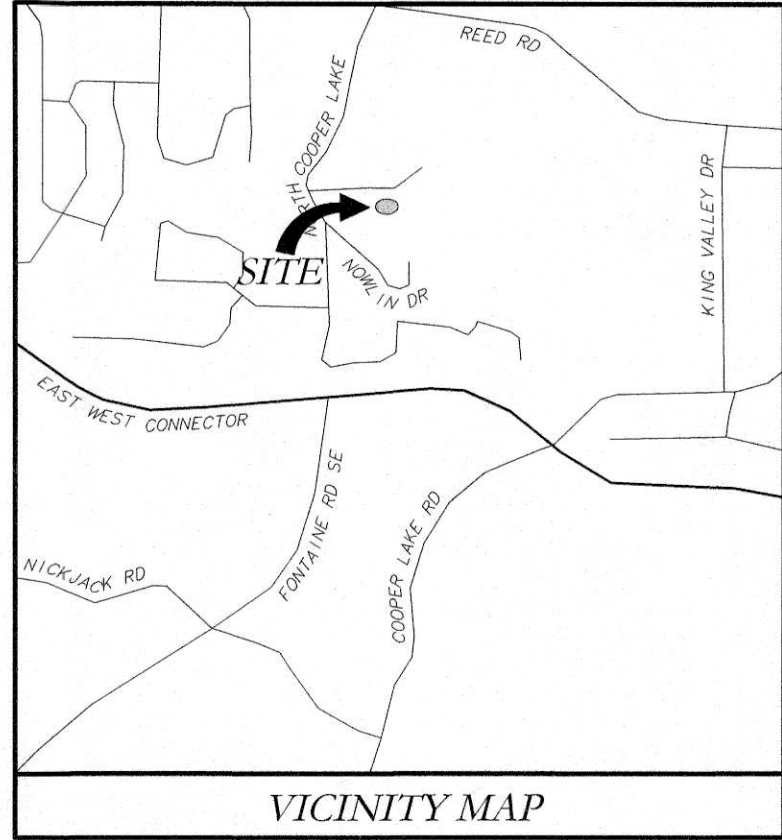 REED RD
NORTH COOPER LAKE
KING VALLEY DR
SITE
NOWLIN DR
EAST WEST CONNECTOR
FONTAINE RD SE
COOPER LAKE RD
NICKJACK RD
VICINITY MAP